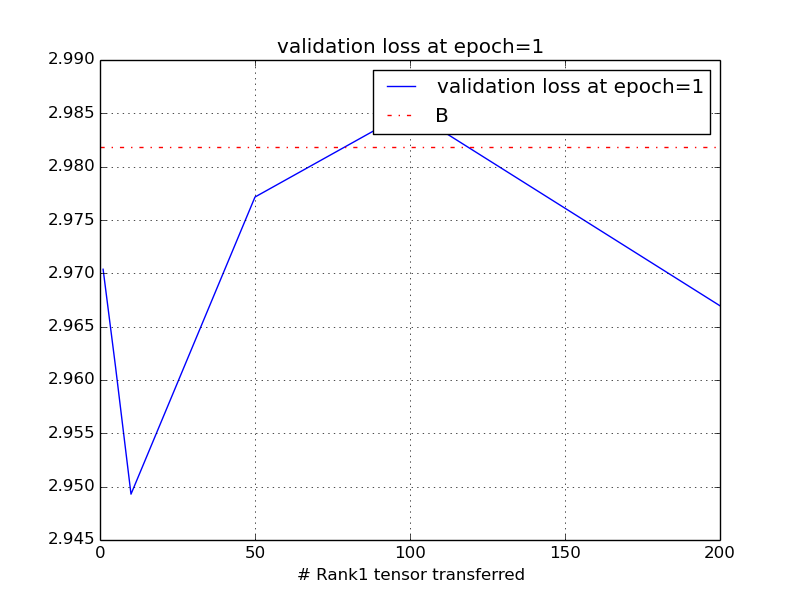 validation loss at epoch=1
validation loss at epoch=1
B
2.990
2.985
2.980
2.975
2.970
2.965
2.960
2.955
2.950
2.945
0 50 100 150 200
# Rank1 tensor transferred